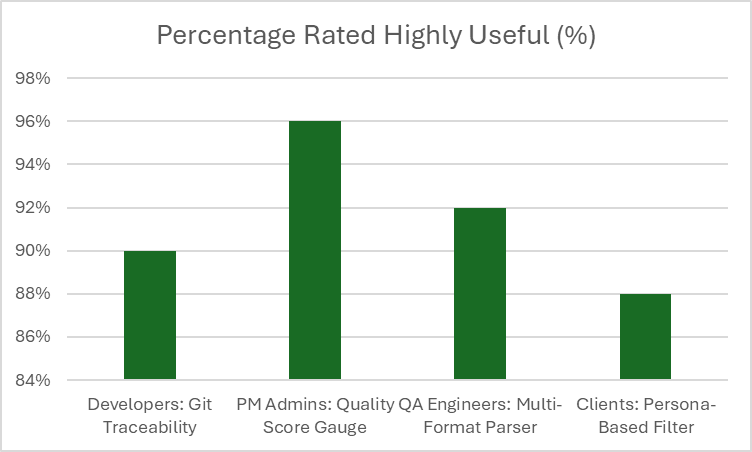 Percentage Rated Highly Useful (%)
98%
96%
94%
92%
90%
88%
86%
84%
Developers: Git
Traceability
PM Admins: Quality
Score Gauge
QA Engineers: Multi-
Format Parser
Clients: Persona-
Based Filter